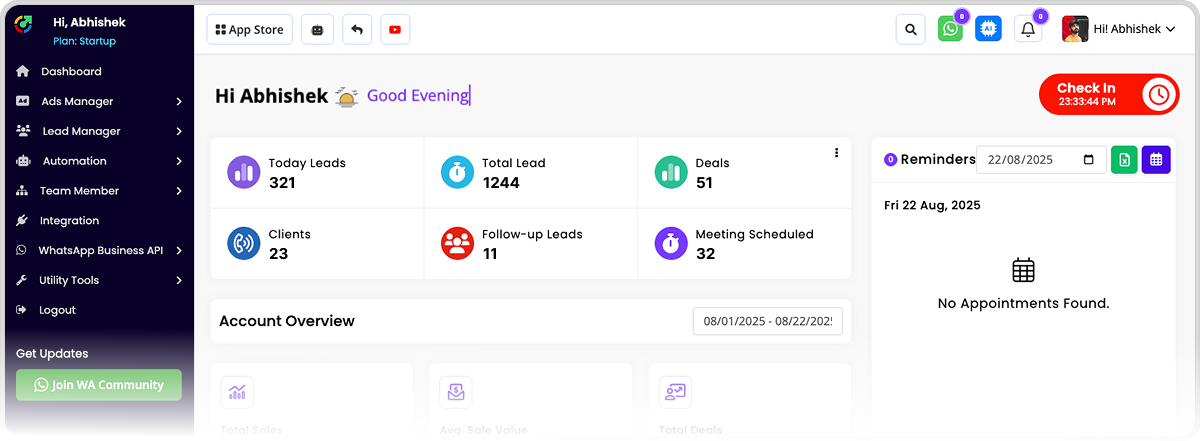 Hi, Abhishek
Plan: Startup
Dashboard
Ads Manager
Lead Manager
Automation
Team Member
Integration
WhatsApp Business API
Utility Tools
Logout
Get Updates
Join WA Community
App Store
0
AI
0
Hi! Abhishek
Hi Abhishek
Good Evening
Check In
23:33:44 PM
Today Leads
321
Total Lead
1244
Deals
51
Clients
23
Follow-up Leads
11
Meeting Scheduled
32
Account Overview
08/01/2025 - 08/22/2025
Total Sales
Avg. Sale Value
Total Deals
0 Reminders
22/08/2025
Fri 22 Aug, 2025
No Appointments Found.